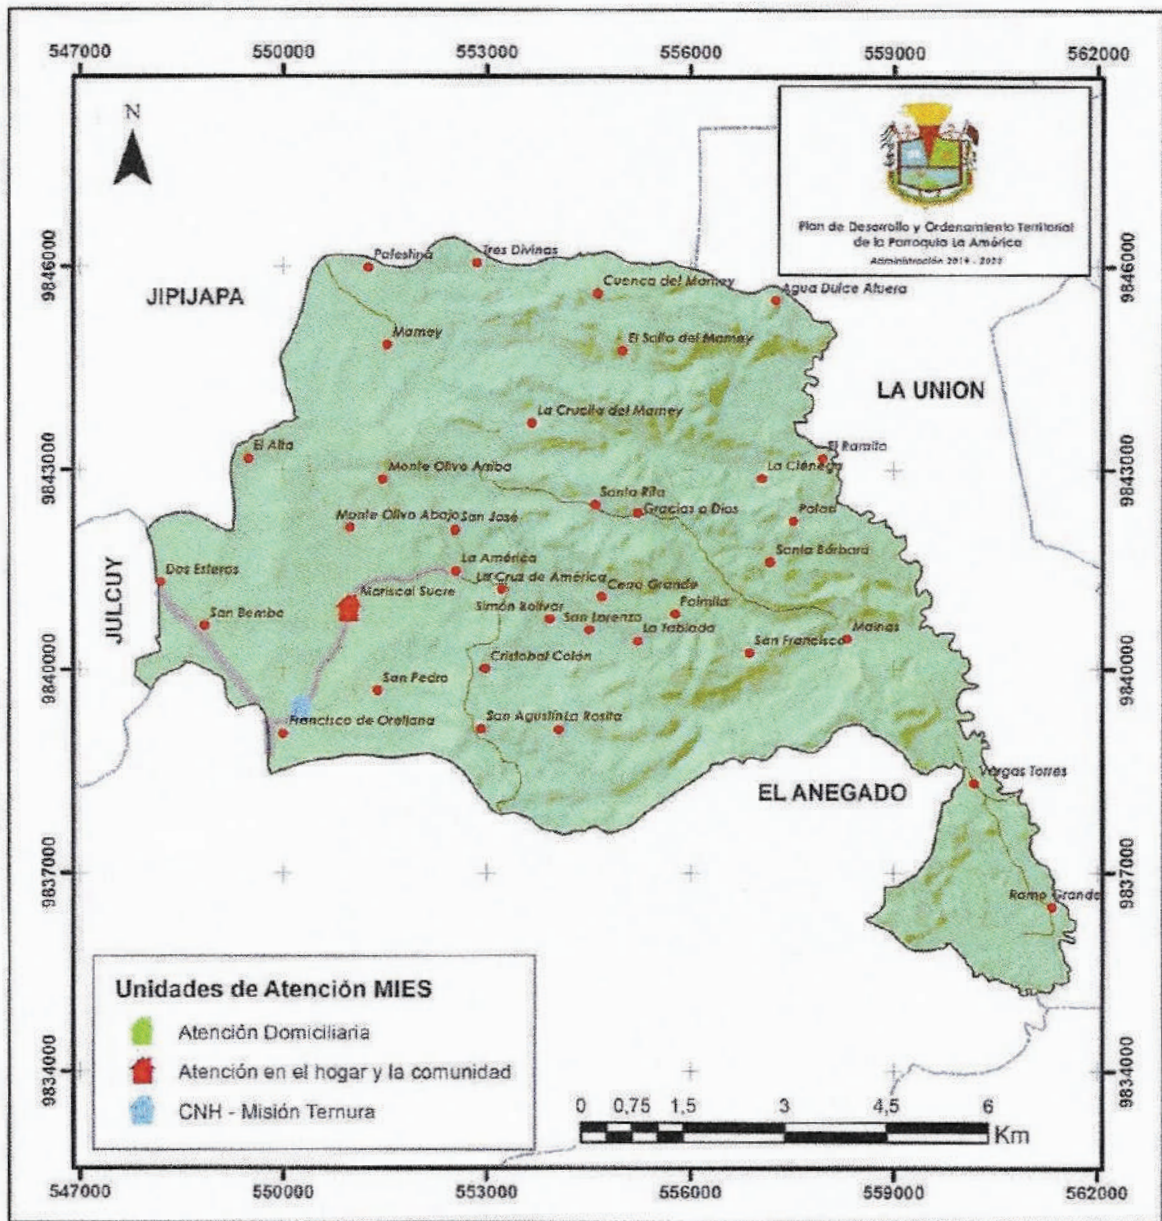 547000 550000 553000 556000 559000 562000
N
Plan de Desarrollo y Ordenamiento Territorial
de la Parroquia La América
Administración 2019 - 2023
9846000
9846000
Palestina
Tres Divinas
Cuenca del Mamey
Agua Dulce Afuera
JIPIJAPA
Mamey
El Salto del Mamey
LA UNION
La Crucita del Mamey
El Ramito
El Alta
9843000
9843000
Monte Olivo Arriba
La Ciénega
Santa Rita
Gracias a Dios
Monte Olivo Abajo
San José
Santa Bárbara
La América
Dos Esteros
La Cruz de América
JULCUY
Mariscal Sucre
Cerro Grande
San Bembe
Simón Bolívar
San Lorenzo
Palmita
La Tablada
San Francisco
Mainas
9840000
9840000
Cristobal Colón
San Pedro
Francisco de Orellana
San Agustín
La Rosita
Vargas Torres
EL ANEGADO
9837000
9837000
Ramo Grande
Unidades de Atención MIES
Atención Domiciliaria
Atención en el hogar y la comunidad
CNH - Misión Ternura
9834000
9834000
0 0,75 1,5 3 4,5 6
Km
547000 550000 553000 556000 559000 562000